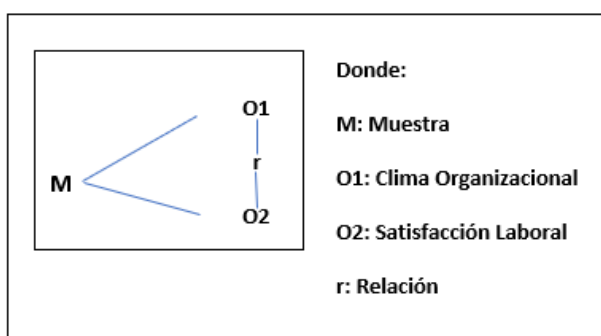 O1
r
M
O2
Donde:
M: Muestra
O1: Clima Organizacional
O2: Satisfacción Laboral
r: Relación